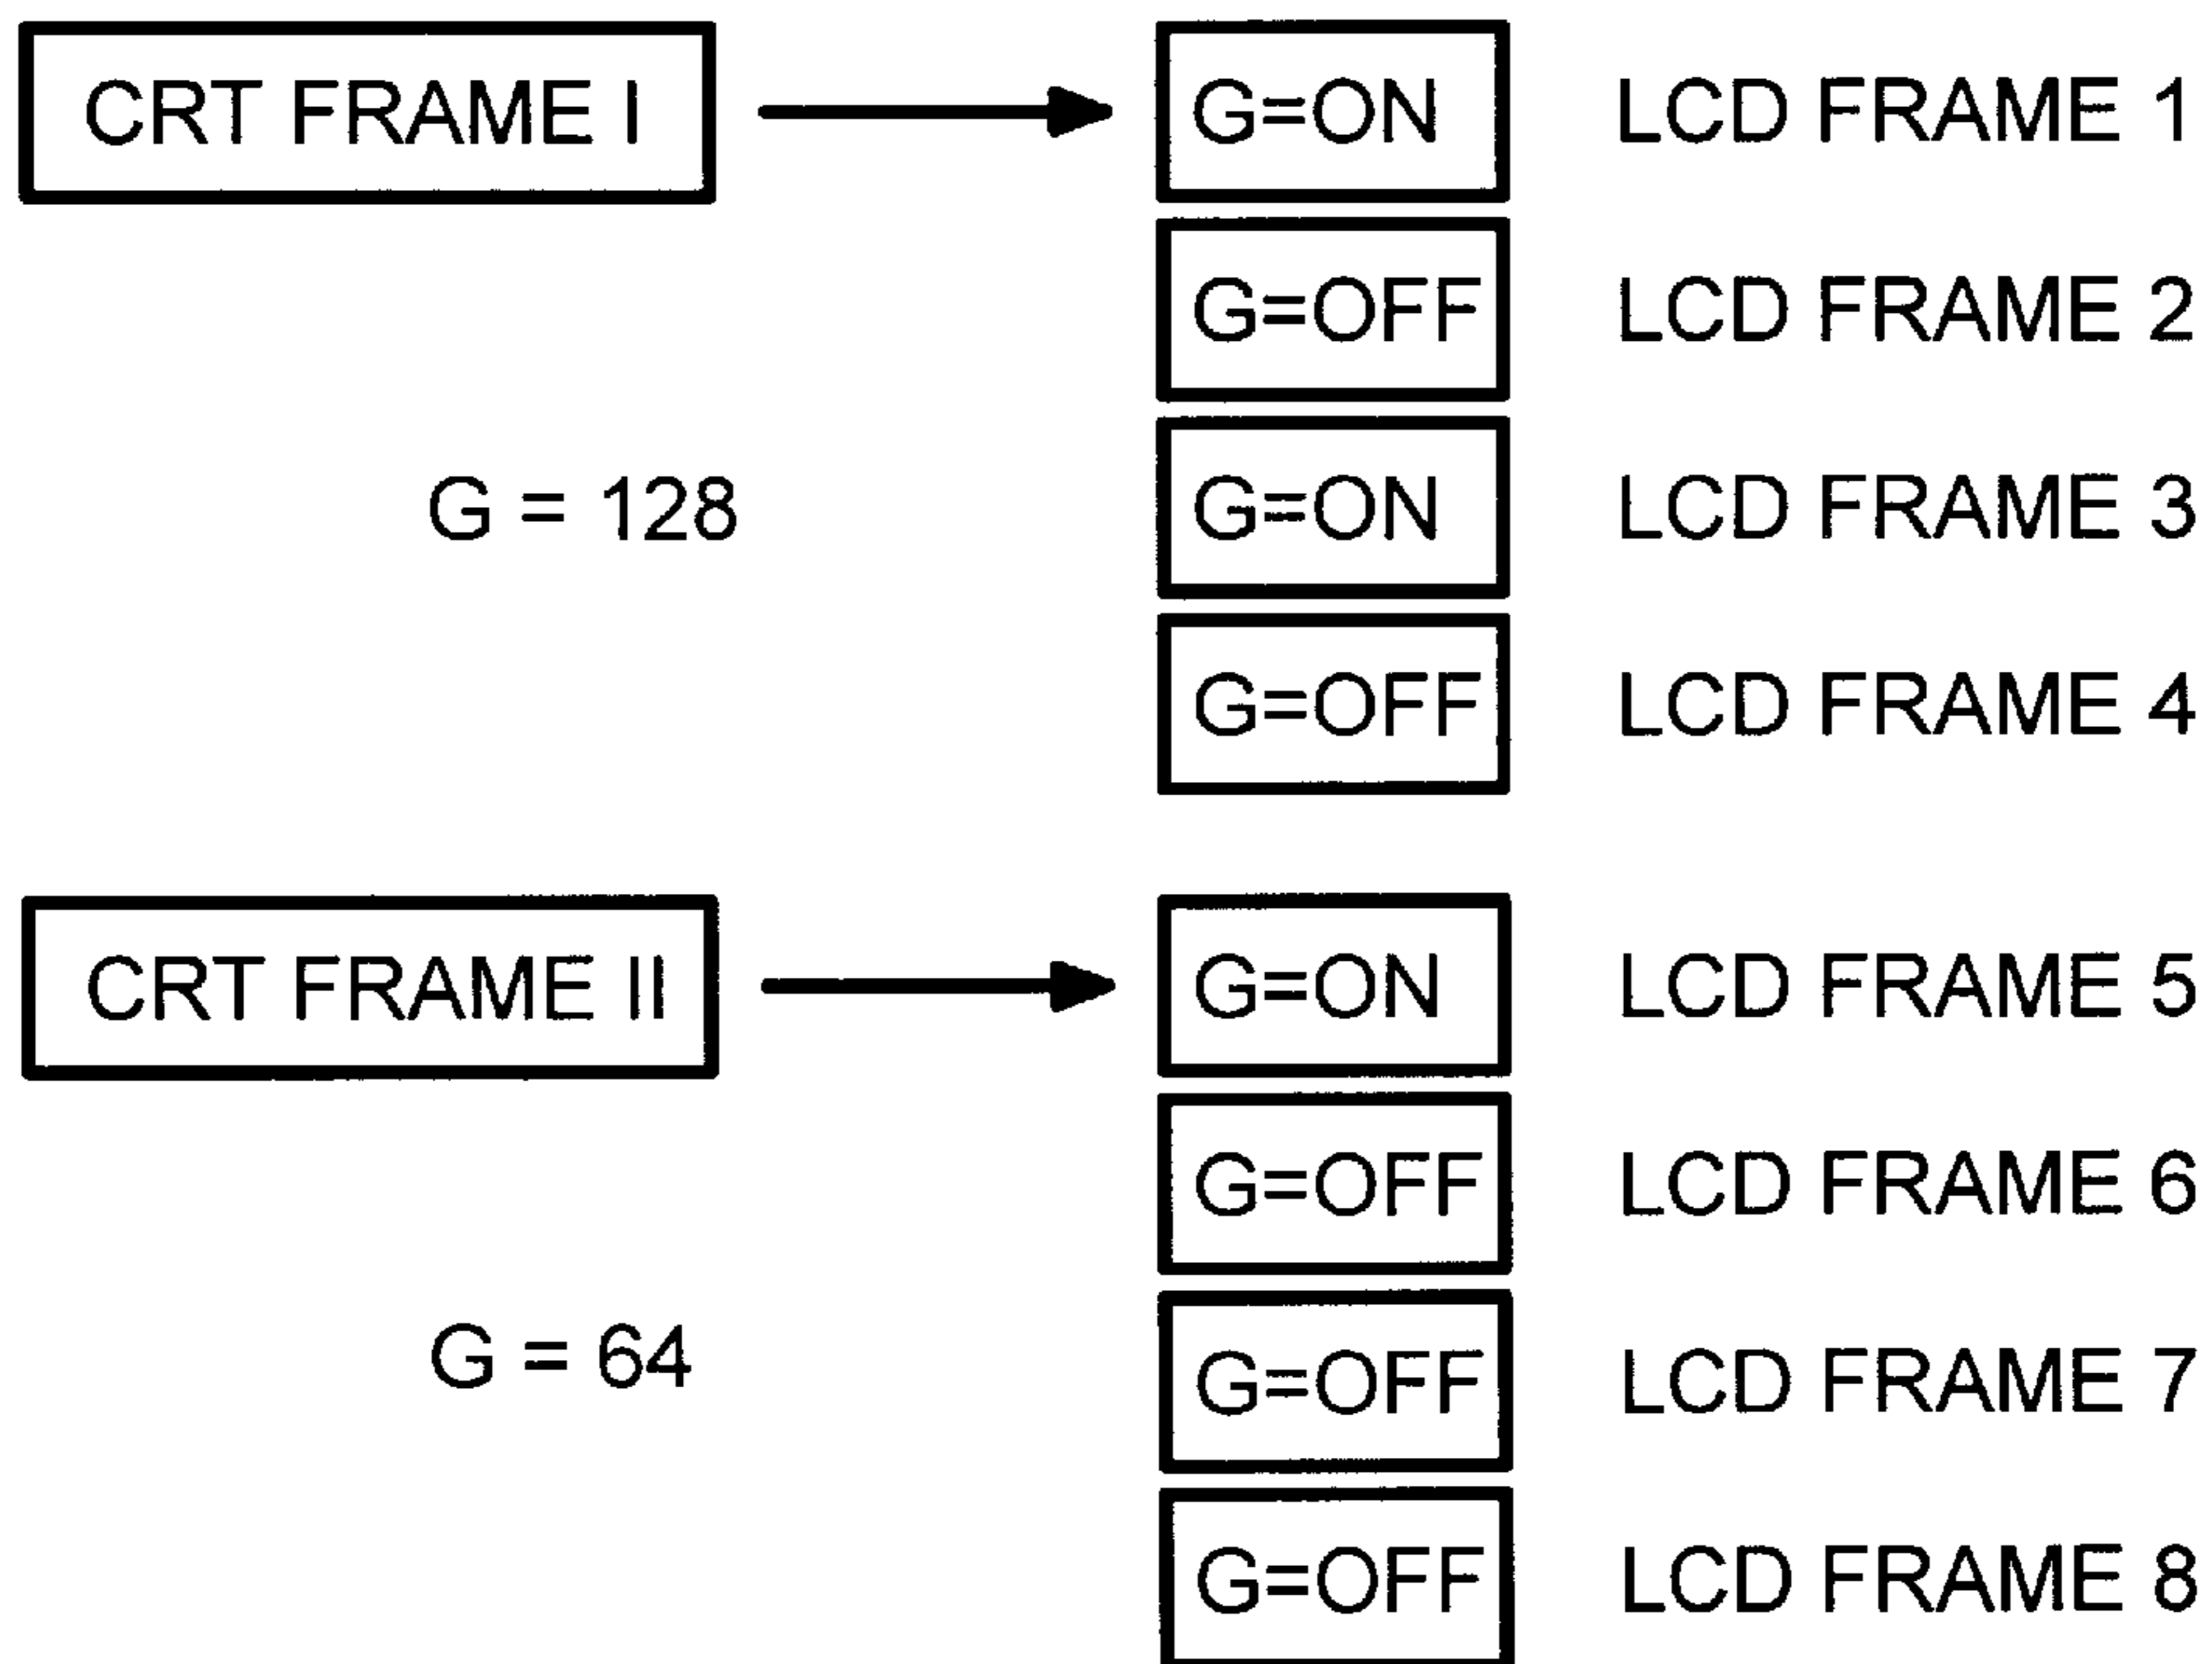 CRT FRAME I G=ON LCD FRAME 1
G=OFF LCD FRAME 2
G = 128 G=ON LCD FRAME 3
G=OFF LCD FRAME 4
CRT FRAME II G=ON LCD FRAME 5
G=OFF LCD FRAME 6
G = 64 G=OFF LCD FRAME 7
G=OFF LCD FRAME 8